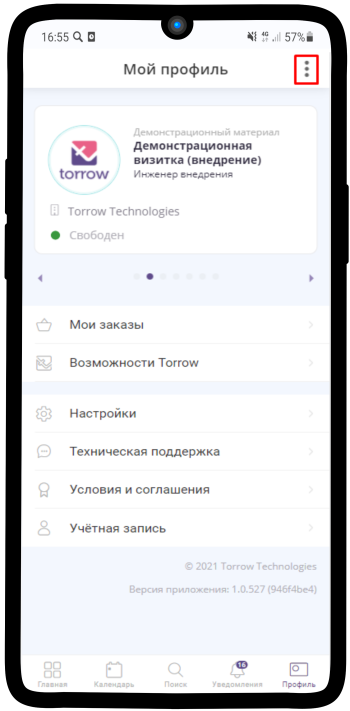 16:55 4G 57%
Мой профиль
Демонстрационный материал
Демонстрационная
визитка (внедрение)
Инженер внедрения
torrow
Torrow Technologies
Свободен
Мои заказы
Возможности Torrow
Настройки
Техническая поддержка
Условия и соглашения
Учётная запись
© 2021 Torrow Technologies
Версия приложения: 1.0.527 (946f4be4)
16
Главная Календарь Поиск Уведомления Профиль